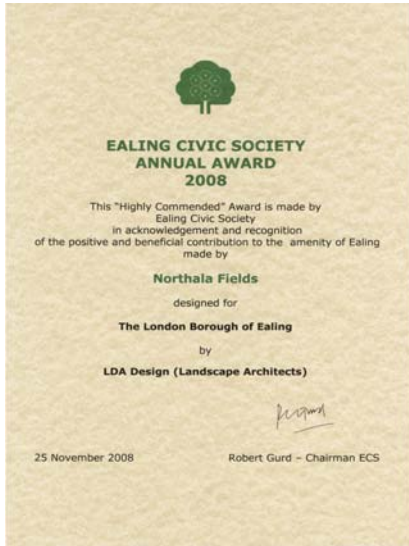 EALING CIVIC SOCIETY
ANNUAL AWARD
2008
This “Highly Commended” Award is made by
Ealing Civic Society
in acknowledgement and recognition
of the positive and beneficial contribution to the amenity of Ealing
made by
Northala Fields
designed for
The London Borough of Ealing
by
LDA Design (Landscape Architects)
25 November 2008 Robert Gurd – Chairman ECS